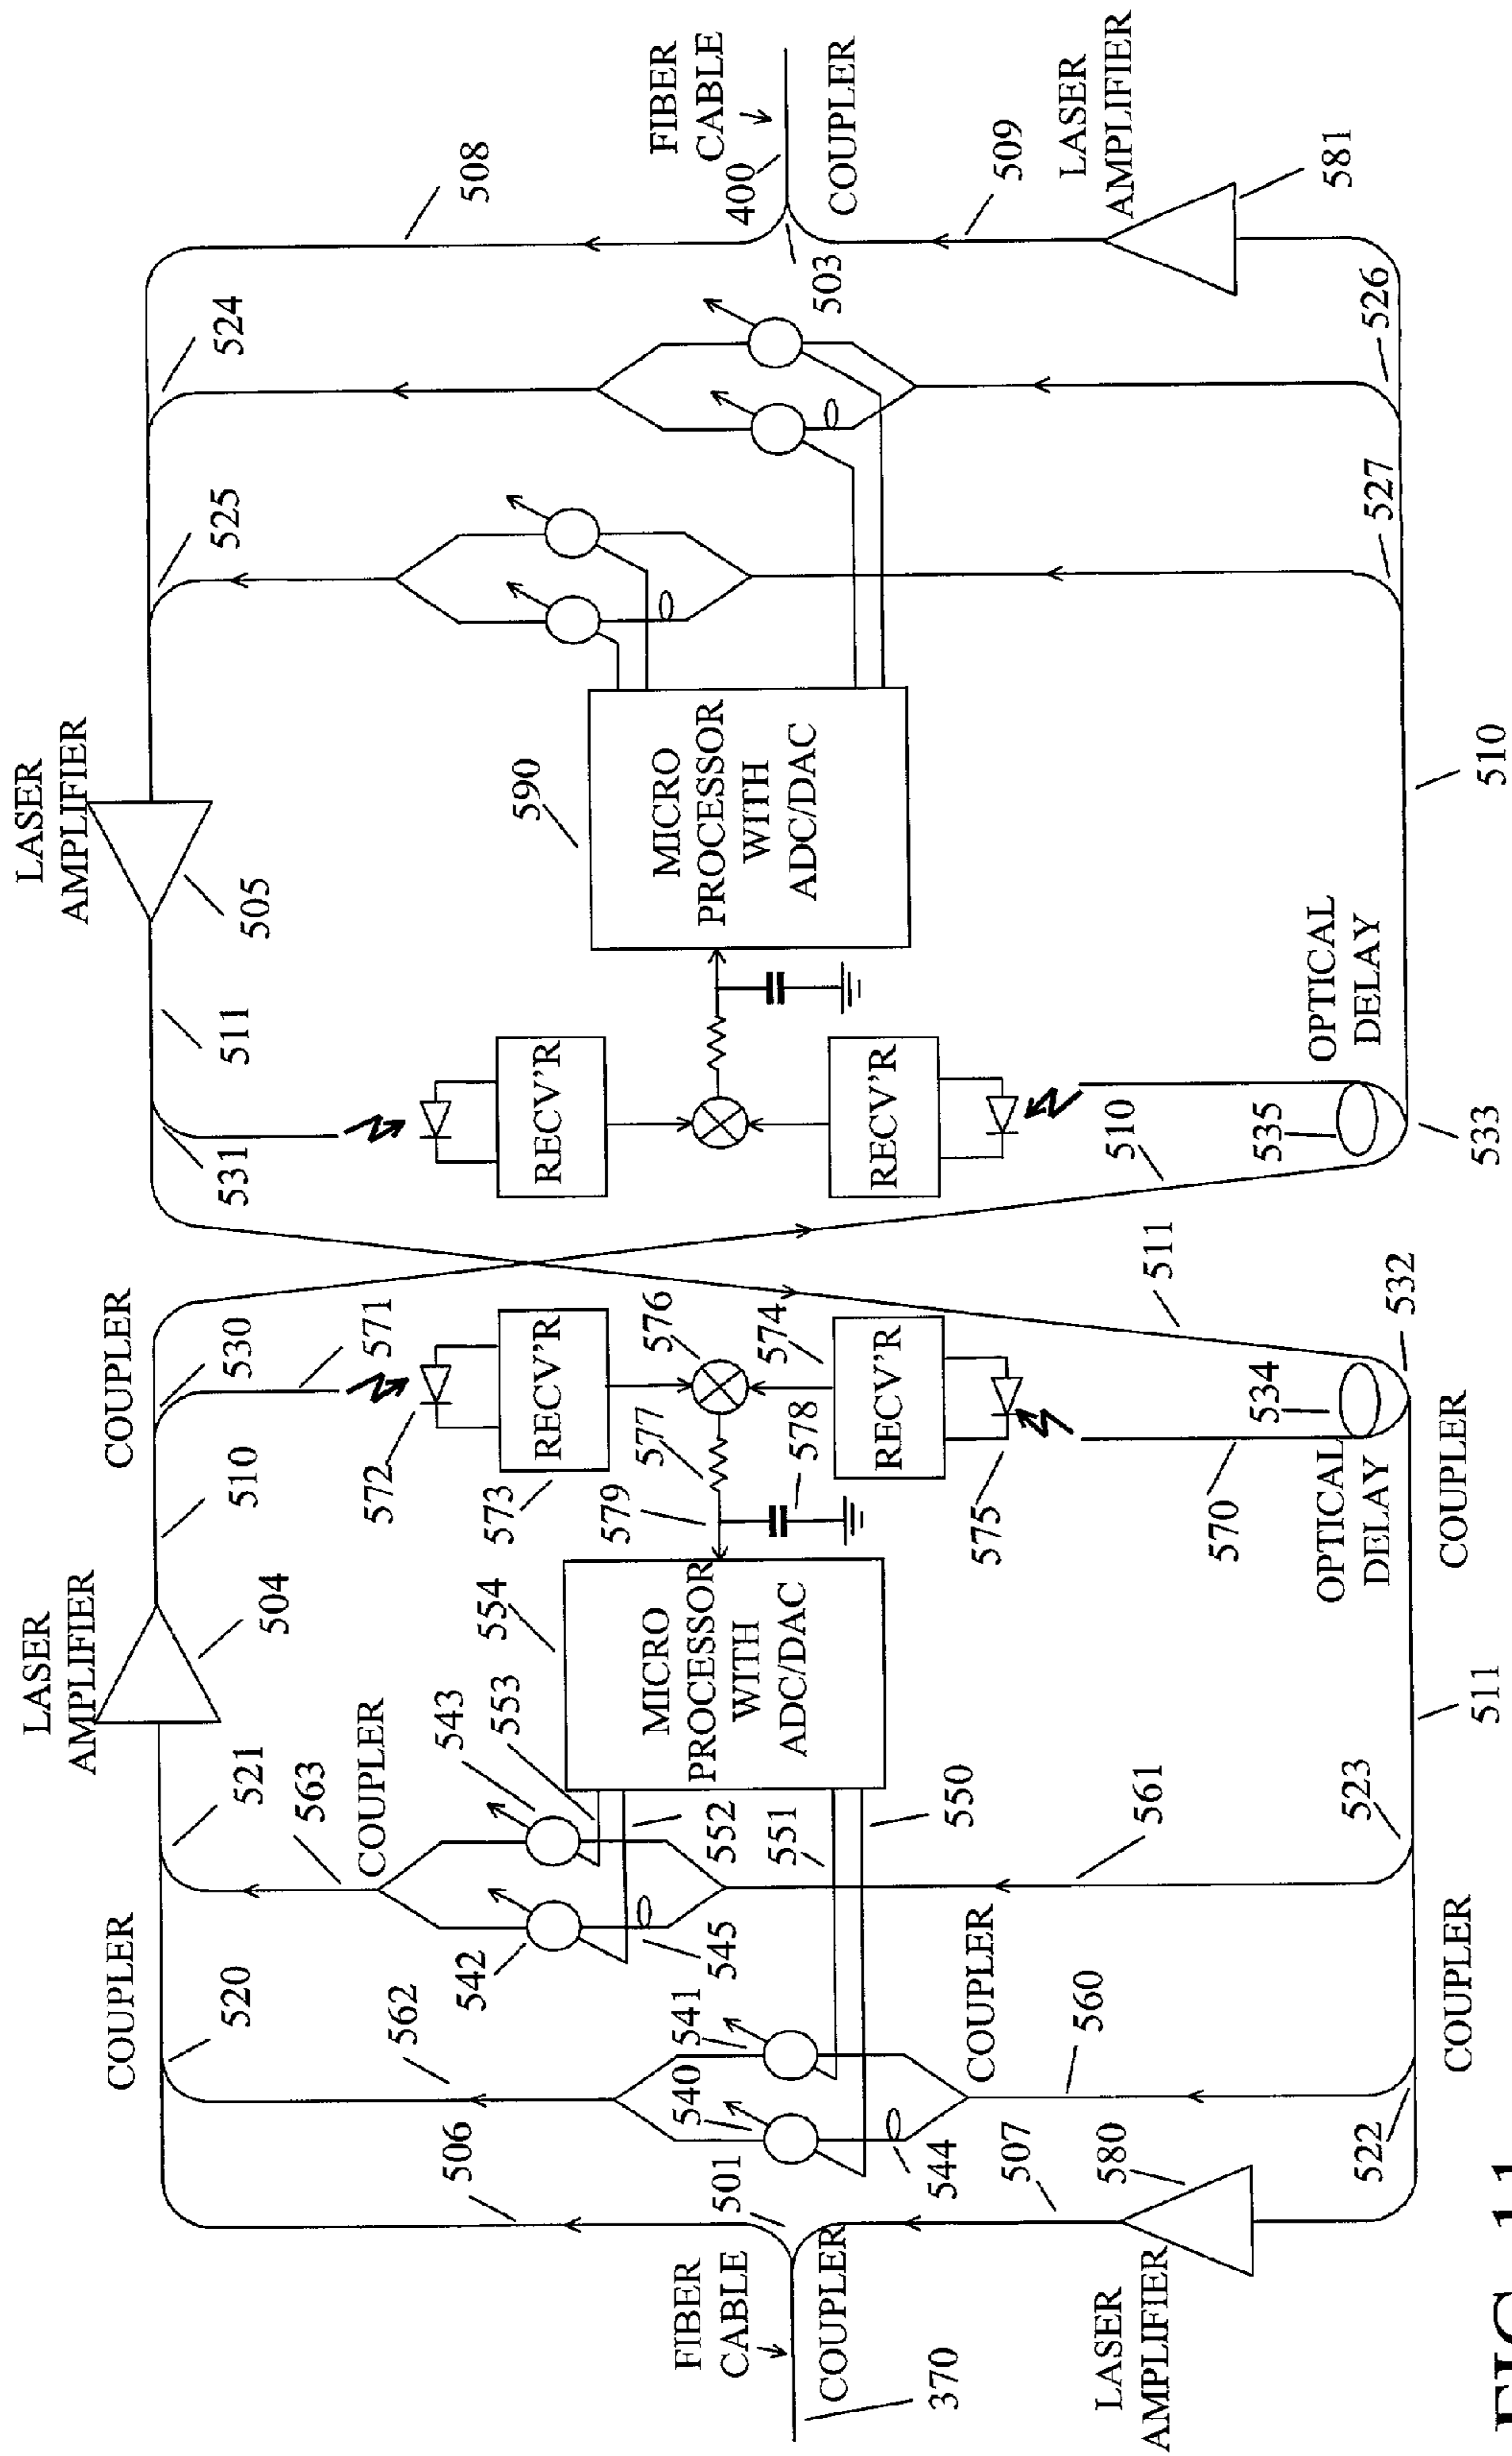 LASER
AMPLIFIER
LASER
AMPLIFIER
COUPLER
520
521
504
510
COUPLER
530
531
511
505
525
524
508
506
562
563
COUPLER
571
572
573
RECV'R
RECV'R
542
543
553
554
590
552
545
577
579
576
574
578
MICRO
PROCESSOR
WITH
ADC/DAC
MICRO
PROCESSOR
WITH
ADC/DAC
FIBER
CABLE
501
540
541
551
FIBER
CABLE
400
503
COUPLER
370
COUPLER
544
COUPLER
550
RECV'R
RECV'R
575
507
580
560
561
510
511
509
LASER
AMPLIFIER
LASER
AMPLIFIER
581
570
534
535
OPTICAL
DELAY
OPTICAL
DELAY
522
523
532
527
526
COUPLER
511
COUPLER
533
510
FIG. 11